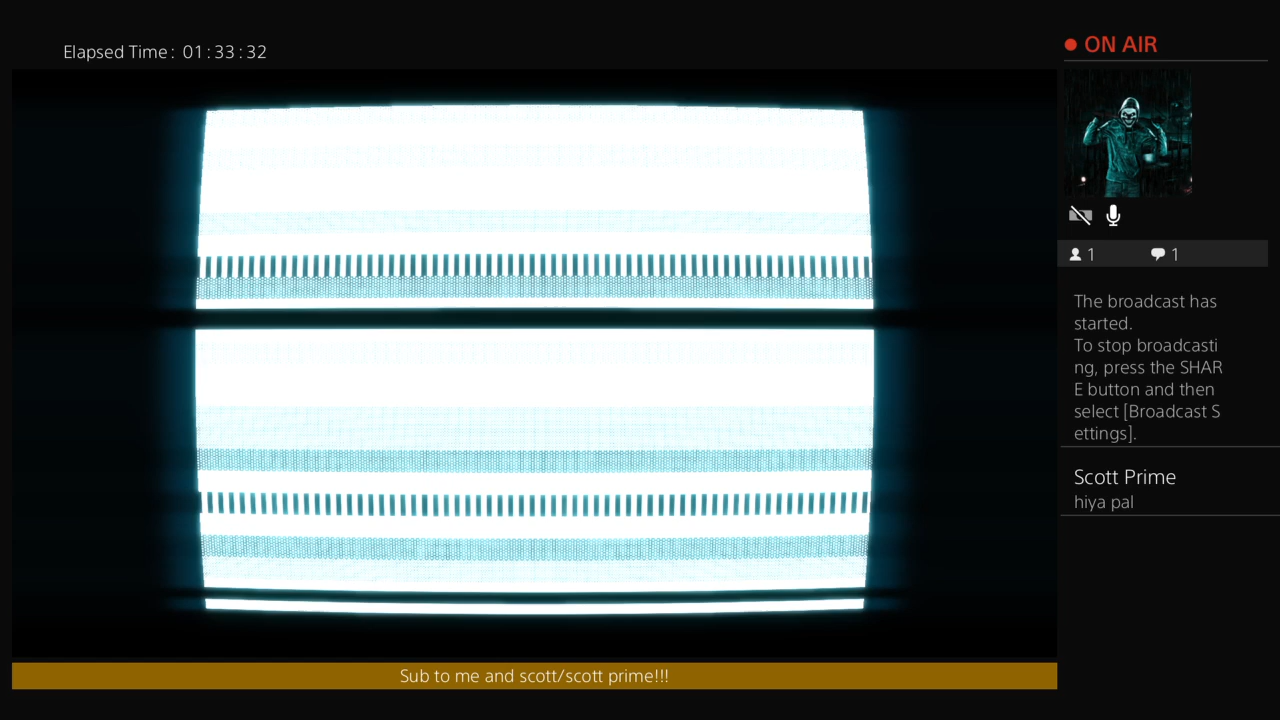 Elapsed Time: 01:33:32
ON AIR
1
1
The broadcast has
started.
To stop broadcasti
ng, press the SHAR
E button and then
select [Broadcast S
ettings].
Scott Prime
hiya pal
Sub to me and scott/scott prime!!!